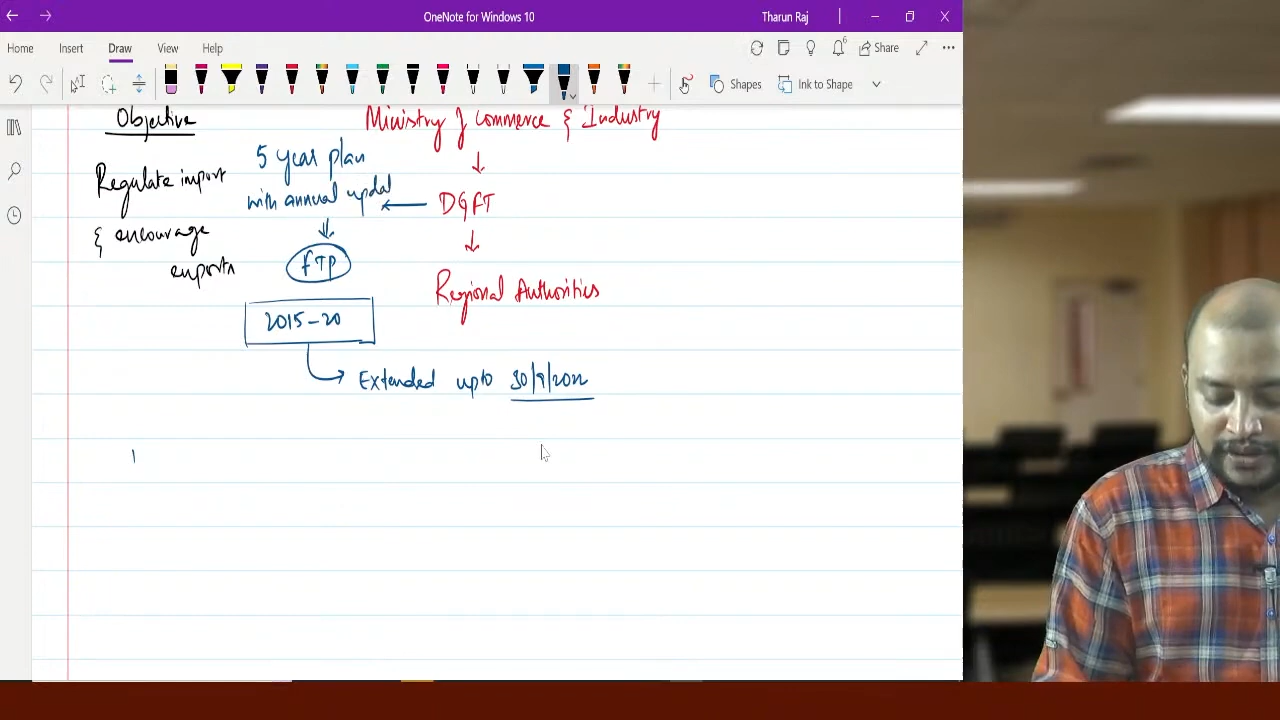 OneNote for Windows 10
Tharun Raj
Home
Insert
Draw
View
Help
Share
Shapes
Ink to Shape
Objective
Regulate import
& encourage
exports
Ministry of Commerce & Industry
DGFT
Regional Authorities
5 year plan
with annual updat
FTP
2015-20
Extended upto 30/9/2022